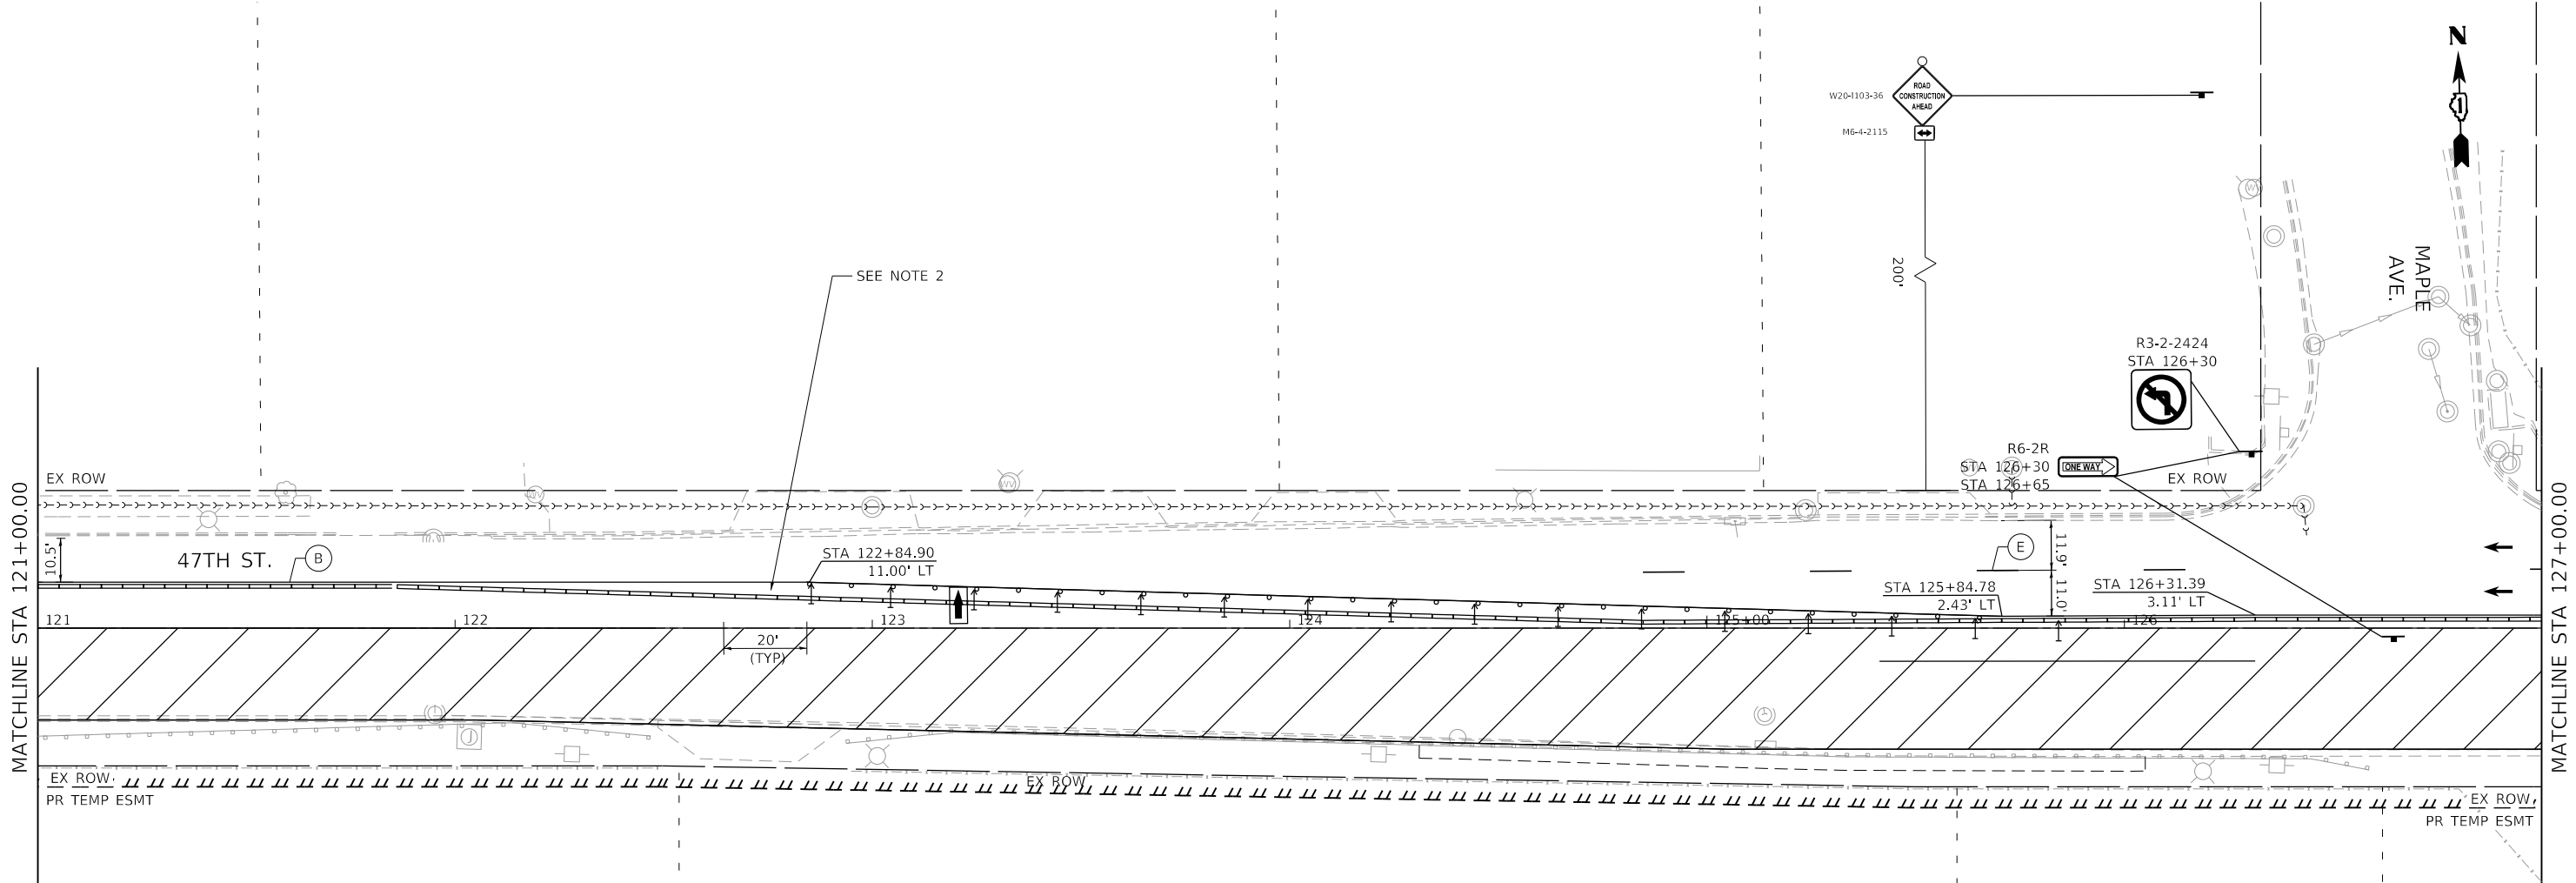 N
1
W20-I103-36
ROAD
CONSTRUCTION
AHEAD
M6-4-2115
200'
MAPLE
AVE.
SEE NOTE 2
R3-2-2424
STA 126+30
R6-2R
STA 126+30
STA 126+65
ONE WAY
EX ROW
EX ROW
WV
WV
W
MATCHLINE STA 121+00.00
MATCHLINE STA 127+00.00
10.5'
47TH ST.
B
STA 122+84.90
11.00' LT
E
11.9'
11.0'
STA 125+84.78
2.43' LT
STA 126+31.39
3.11' LT
121
122
123
124
125+00
126
20'
(TYP)
J
EX ROW
PR TEMP ESMT
EX ROW
EX ROW
PR TEMP ESMT